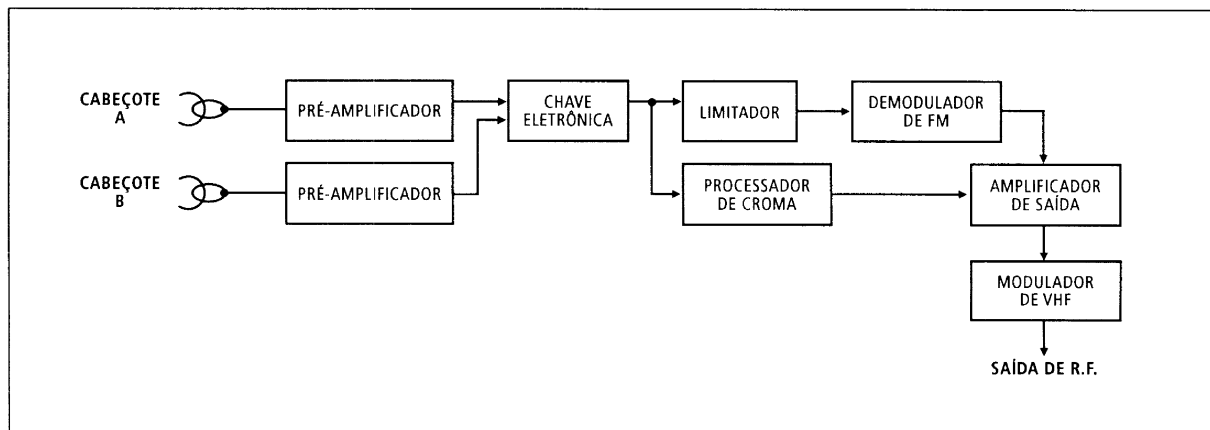 CABEÇOTE
A
PRÉ-AMPLIFICADOR
CHAVE
ELETRÔNICA
LIMITADOR
DEMODULADOR
DE FM
CABEÇOTE
B
PRÉ-AMPLIFICADOR
PROCESSADOR
DE CROMA
AMPLIFICADOR
DE SAÍDA
MODULADOR
DE VHF
SAÍDA DE R.F.